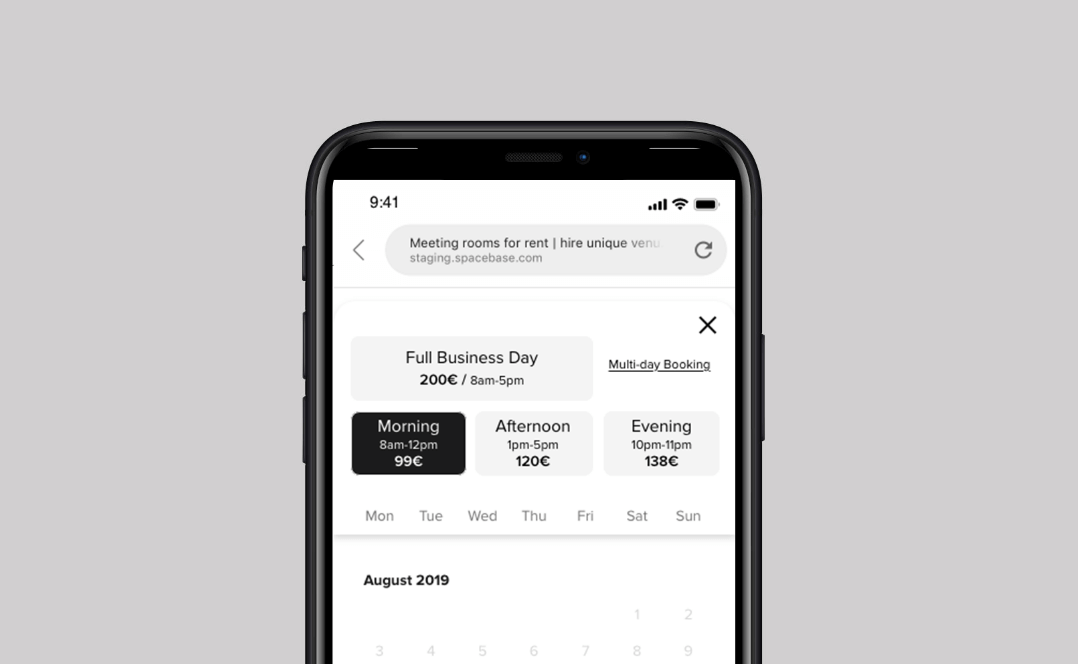 9:41
Meeting rooms for rent | hire unique venu
staging.spacebase.com
Full Business Day
200€ / 8am-5pm
Multi-day Booking
Morning
8am-12pm
99€
Afternoon
1pm-5pm
120€
Evening
10pm-11pm
138€
Mon Tue Wed Thu Fri Sat Sun
August 2019
1 2
3 4 5 6 7 8 9